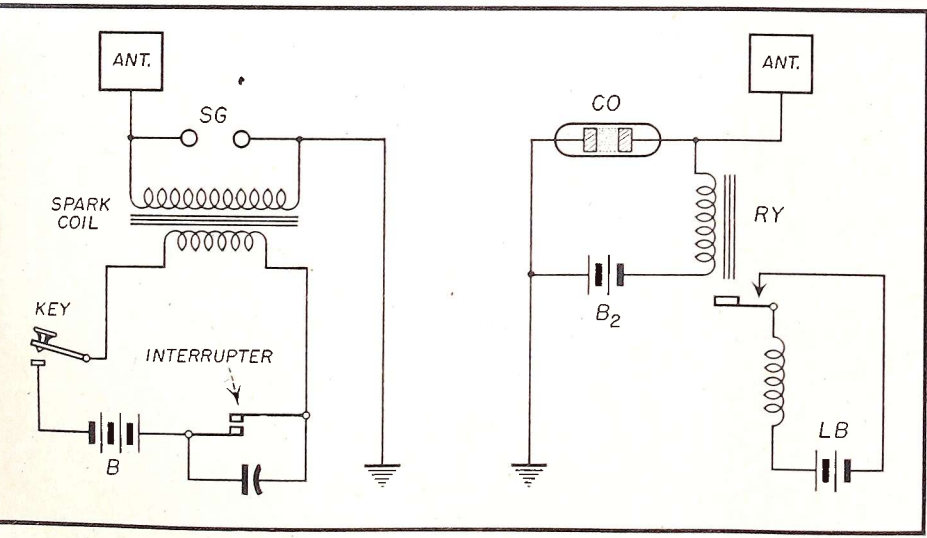 ANT.
SG
SPARK
COIL
KEY
INTERRUPTER
B
ANT.
CO
RY
B2
LB